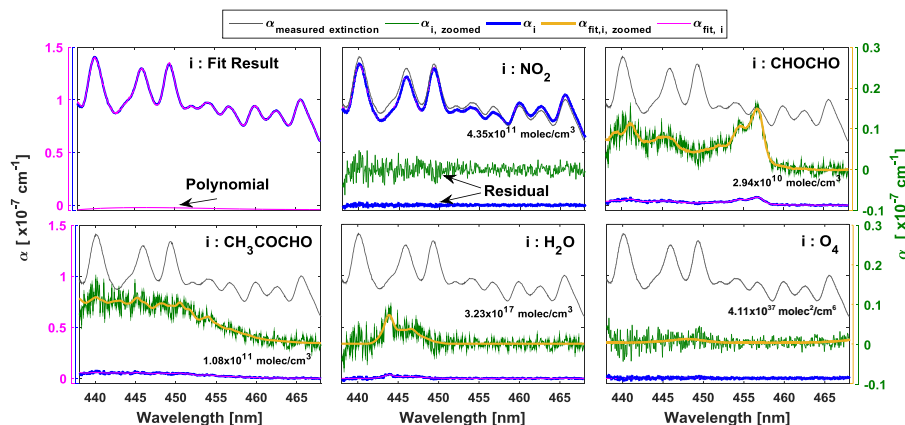 α measured extinction α i, zoomed α i α fit,i, zoomed α fit, i
i : Fit Result
i : NO2
i : CHOCHO
1.5
1
0.5
0
0.3
0.2
0.1
0
-0.1
Polynomial
4.35x10^11 molec/cm^3
Residual
2.94x10^10 molec/cm^3
α [ x10^-7 cm^-1]
α [ x10^-7 cm^-1]
i : CH3COCHO
i : H2O
i : O4
1.5
1
0.5
0
0.3
0.2
0.1
0
-0.1
1.08x10^11 molec/cm^3
3.23x10^17 molec/cm^3
4.11x10^37 molec^2/cm^6
440 445 450 455 460 465
440 445 450 455 460 465
440 445 450 455 460 465
Wavelength [nm]
Wavelength [nm]
Wavelength [nm]